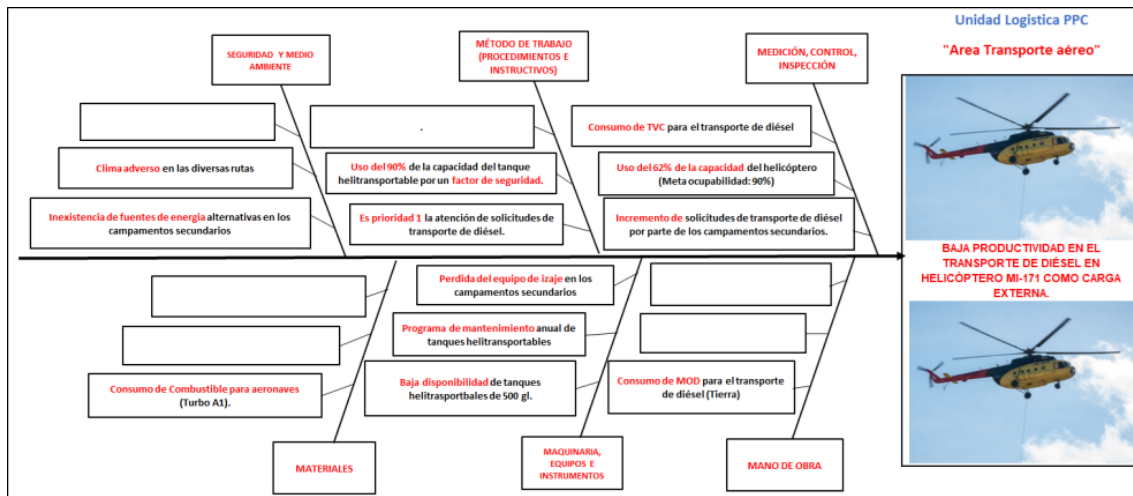 Unidad Logistica PPC
"Area Transporte aéreo"
SEGURIDAD Y MEDIO
AMBIENTE
MÉTODO DE TRABAJO
(PROCEDIMIENTOS E
INSTRUCTIVOS)
MEDICIÓN, CONTROL,
INSPECCIÓN
.
Consumo de TVC para el transporte de diésel
Clima adverso en las diversas rutas
Uso del 90% de la capacidad del tanque
helitransportable por un factor de seguridad.
Uso del 62% de la capacidad del helicóptero
(Meta ocupabilidad: 90%)
Inexistencia de fuentes de energia alternativas en los
campamentos secundarios
Es prioridad 1 la atención de solicitudes de
transporte de diésel.
Incremento de solicitudes de transporte de diésel
por parte de los campamentos secundarios.
BAJA PRODUCTIVIDAD EN EL
TRANSPORTE DE DIÉSEL EN
HELICÓPTERO MI-171 COMO CARGA
EXTERNA.
Perdida del equipo de izaje en los
campamentos secundarios
Programa de mantenimiento anual de
tanques helitransportables
Consumo de Combustible para aeronaves
(Turbo A1).
Baja disponibilidad de tanques
helitrasportbales de 500 gl.
Consumo de MOD para el transporte
de diésel (Tierra)
MATERIALES
MAQUINARIA,
EQUIPOS E
INSTRUMENTOS
MANO DE OBRA